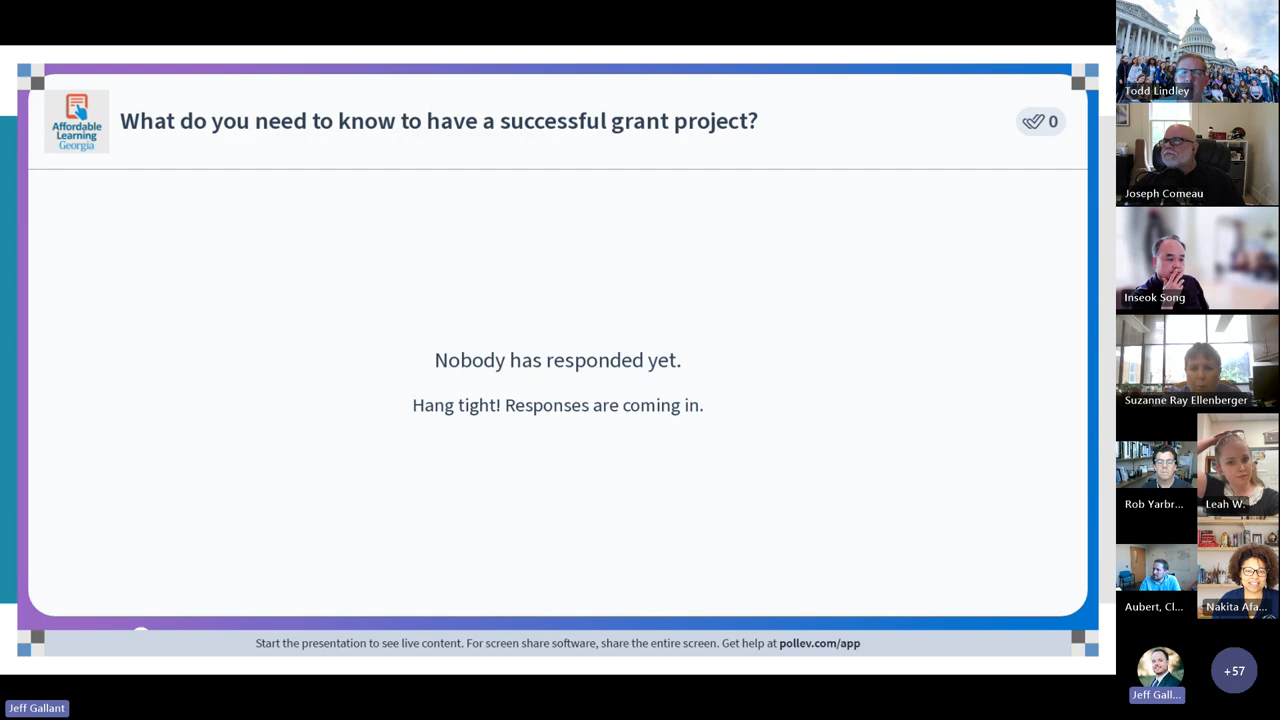 Affordable
Learning
Georgia
What do you need to know to have a successful grant project?
0
Nobody has responded yet.
Hang tight! Responses are coming in.
Start the presentation to see live content. For screen share software, share the entire screen. Get help at pollev.com/app
Jeff Gallant
Todd Lindley
Joseph Comeau
Inseok Song
Suzanne Ray Ellenberger
Rob Yarbr...
Leah W.
Aubert, Cl...
Nakita Afa...
Jeff Gall...
+57